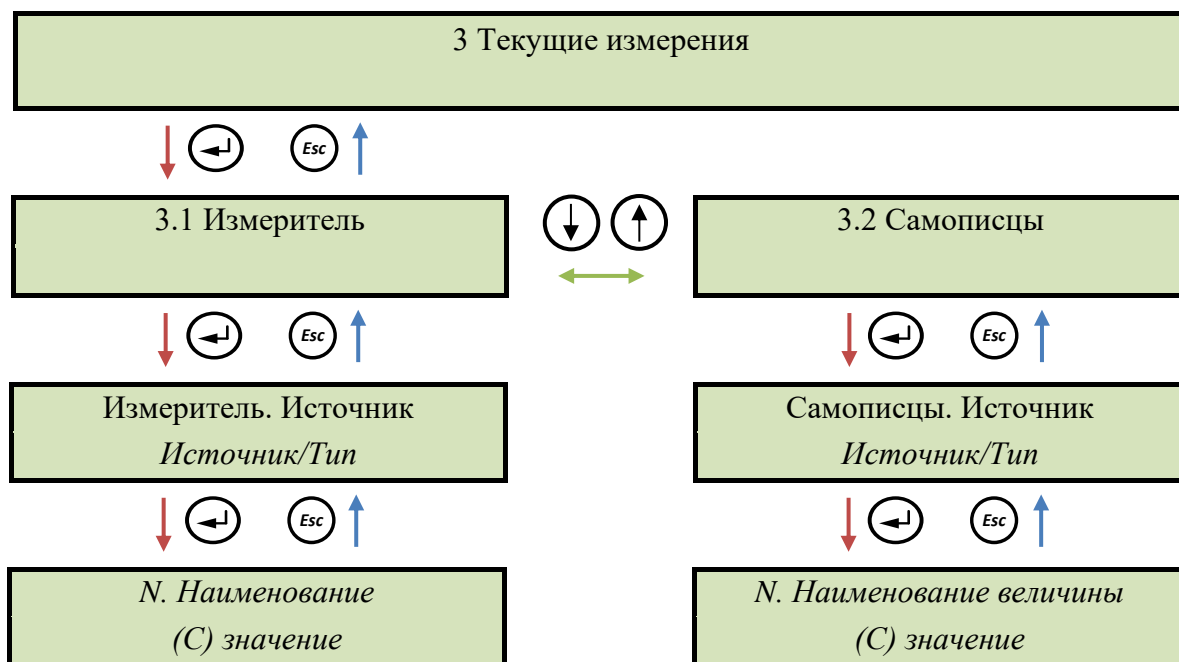 3 Текущие измерения
Esc
3.1 Измеритель
3.2 Самописцы
Esc
Esc
Измеритель. Источник
Источник/Тип
Самописцы. Источник
Источник/Тип
Esc
Esc
N. Наименование
(С) значение
N. Наименование величины
(С) значение